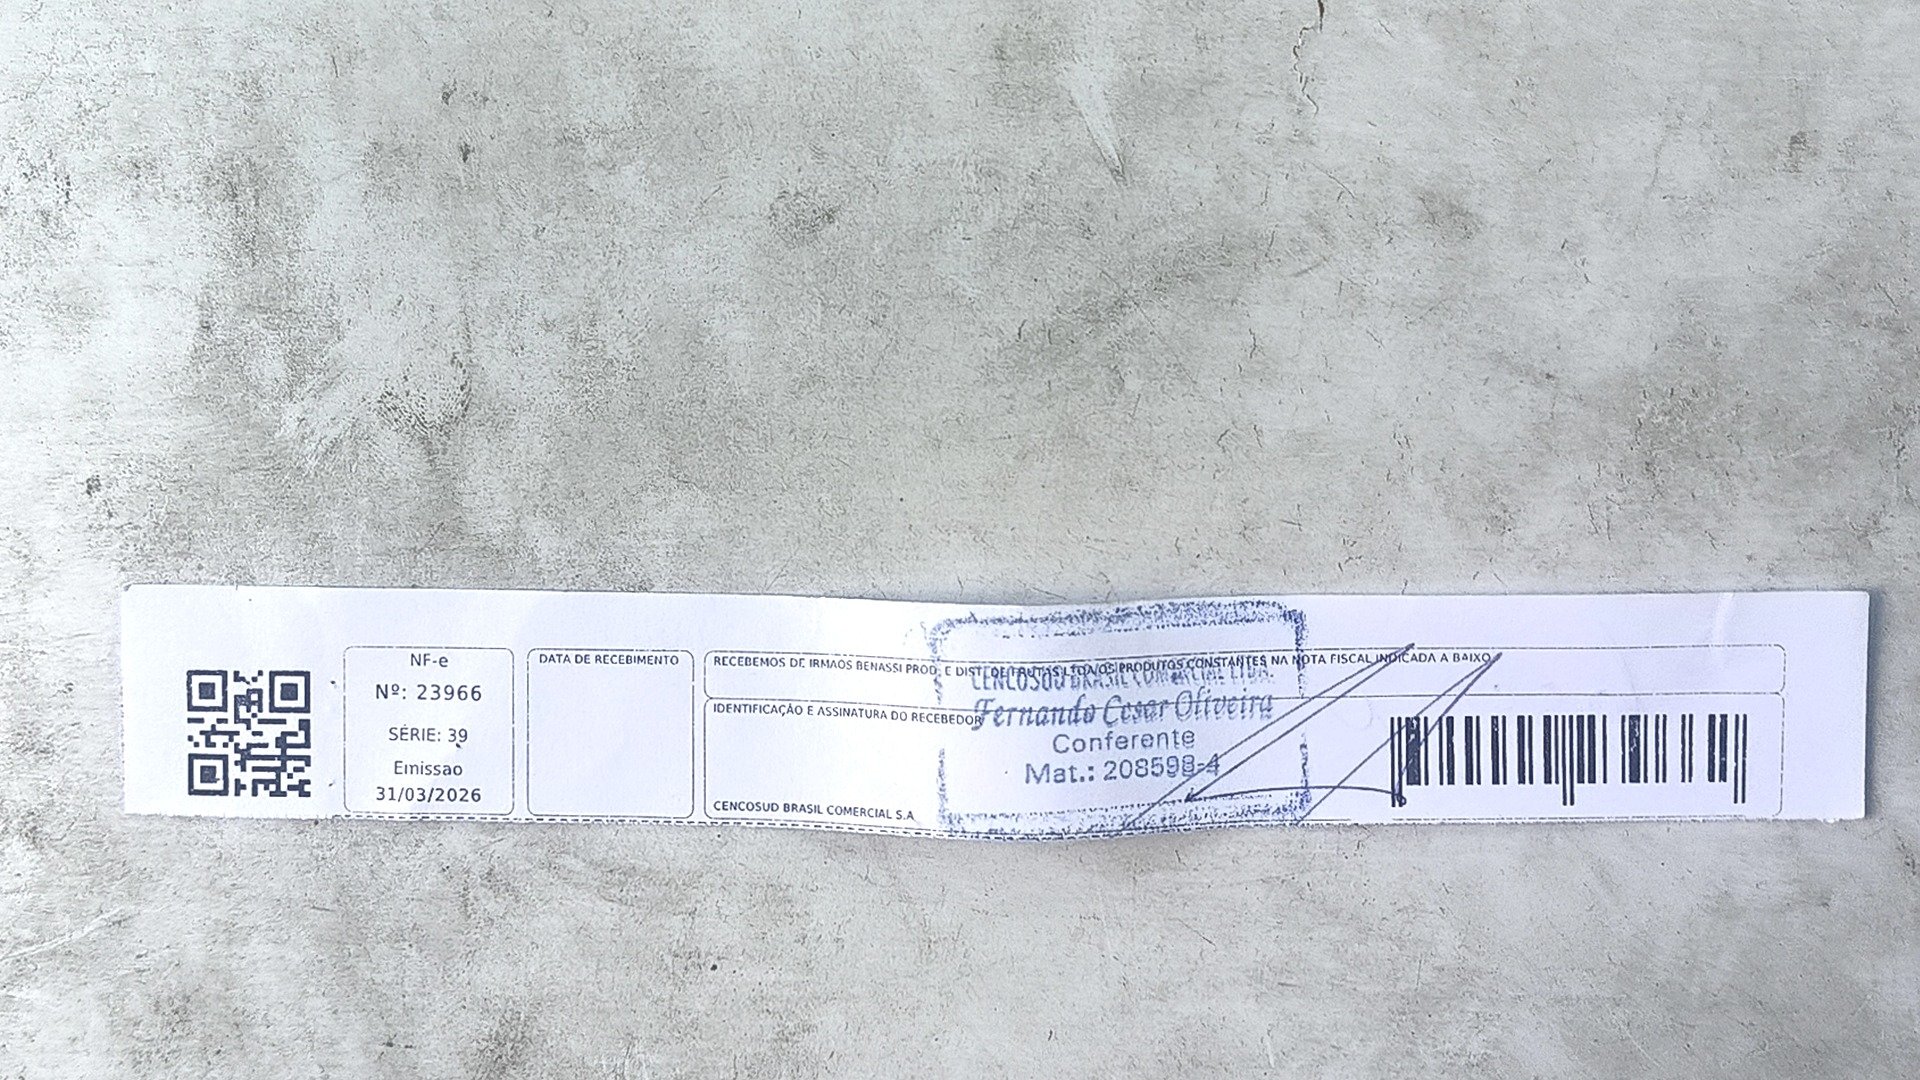 NF-e
Nº: 23966
SÉRIE: 39
Emissao
31/03/2026
DATA DE RECEBIMENTO
RECEBEMOS DE IRMAOS BENASSI PROD. E DIST. DE FRUTAS LTDA OS PRODUTOS CONSTANTES NA NOTA FISCAL INDICADA A BAIXO
IDENTIFICAÇÃO E ASSINATURA DO RECEBEDOR
CENCOSUD BRASIL COMERCIAL S.A
CENCOSUD BRASIL COMERCIAL LTDA.
Fernando Cesar Oliveira
Conferente
Mat.: 208598-4